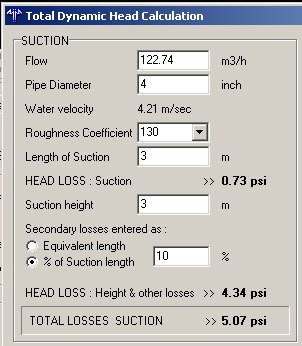 Total Dynamic Head Calculation
SUCTION
Flow 122.74 m3/h
Pipe Diameter 4 inch
Water velocity 4.21 m/sec
Roughness Coefficient 130
Length of Suction 3 m
HEAD LOSS : Suction >> 0.73 psi
Suction height 3 m
Secondary losses entered as :
Equivalent length
% of Suction length 10 %
HEAD LOSS : Height & other losses >> 4.34 psi
TOTAL LOSSES SUCTION >> 5.07 psi